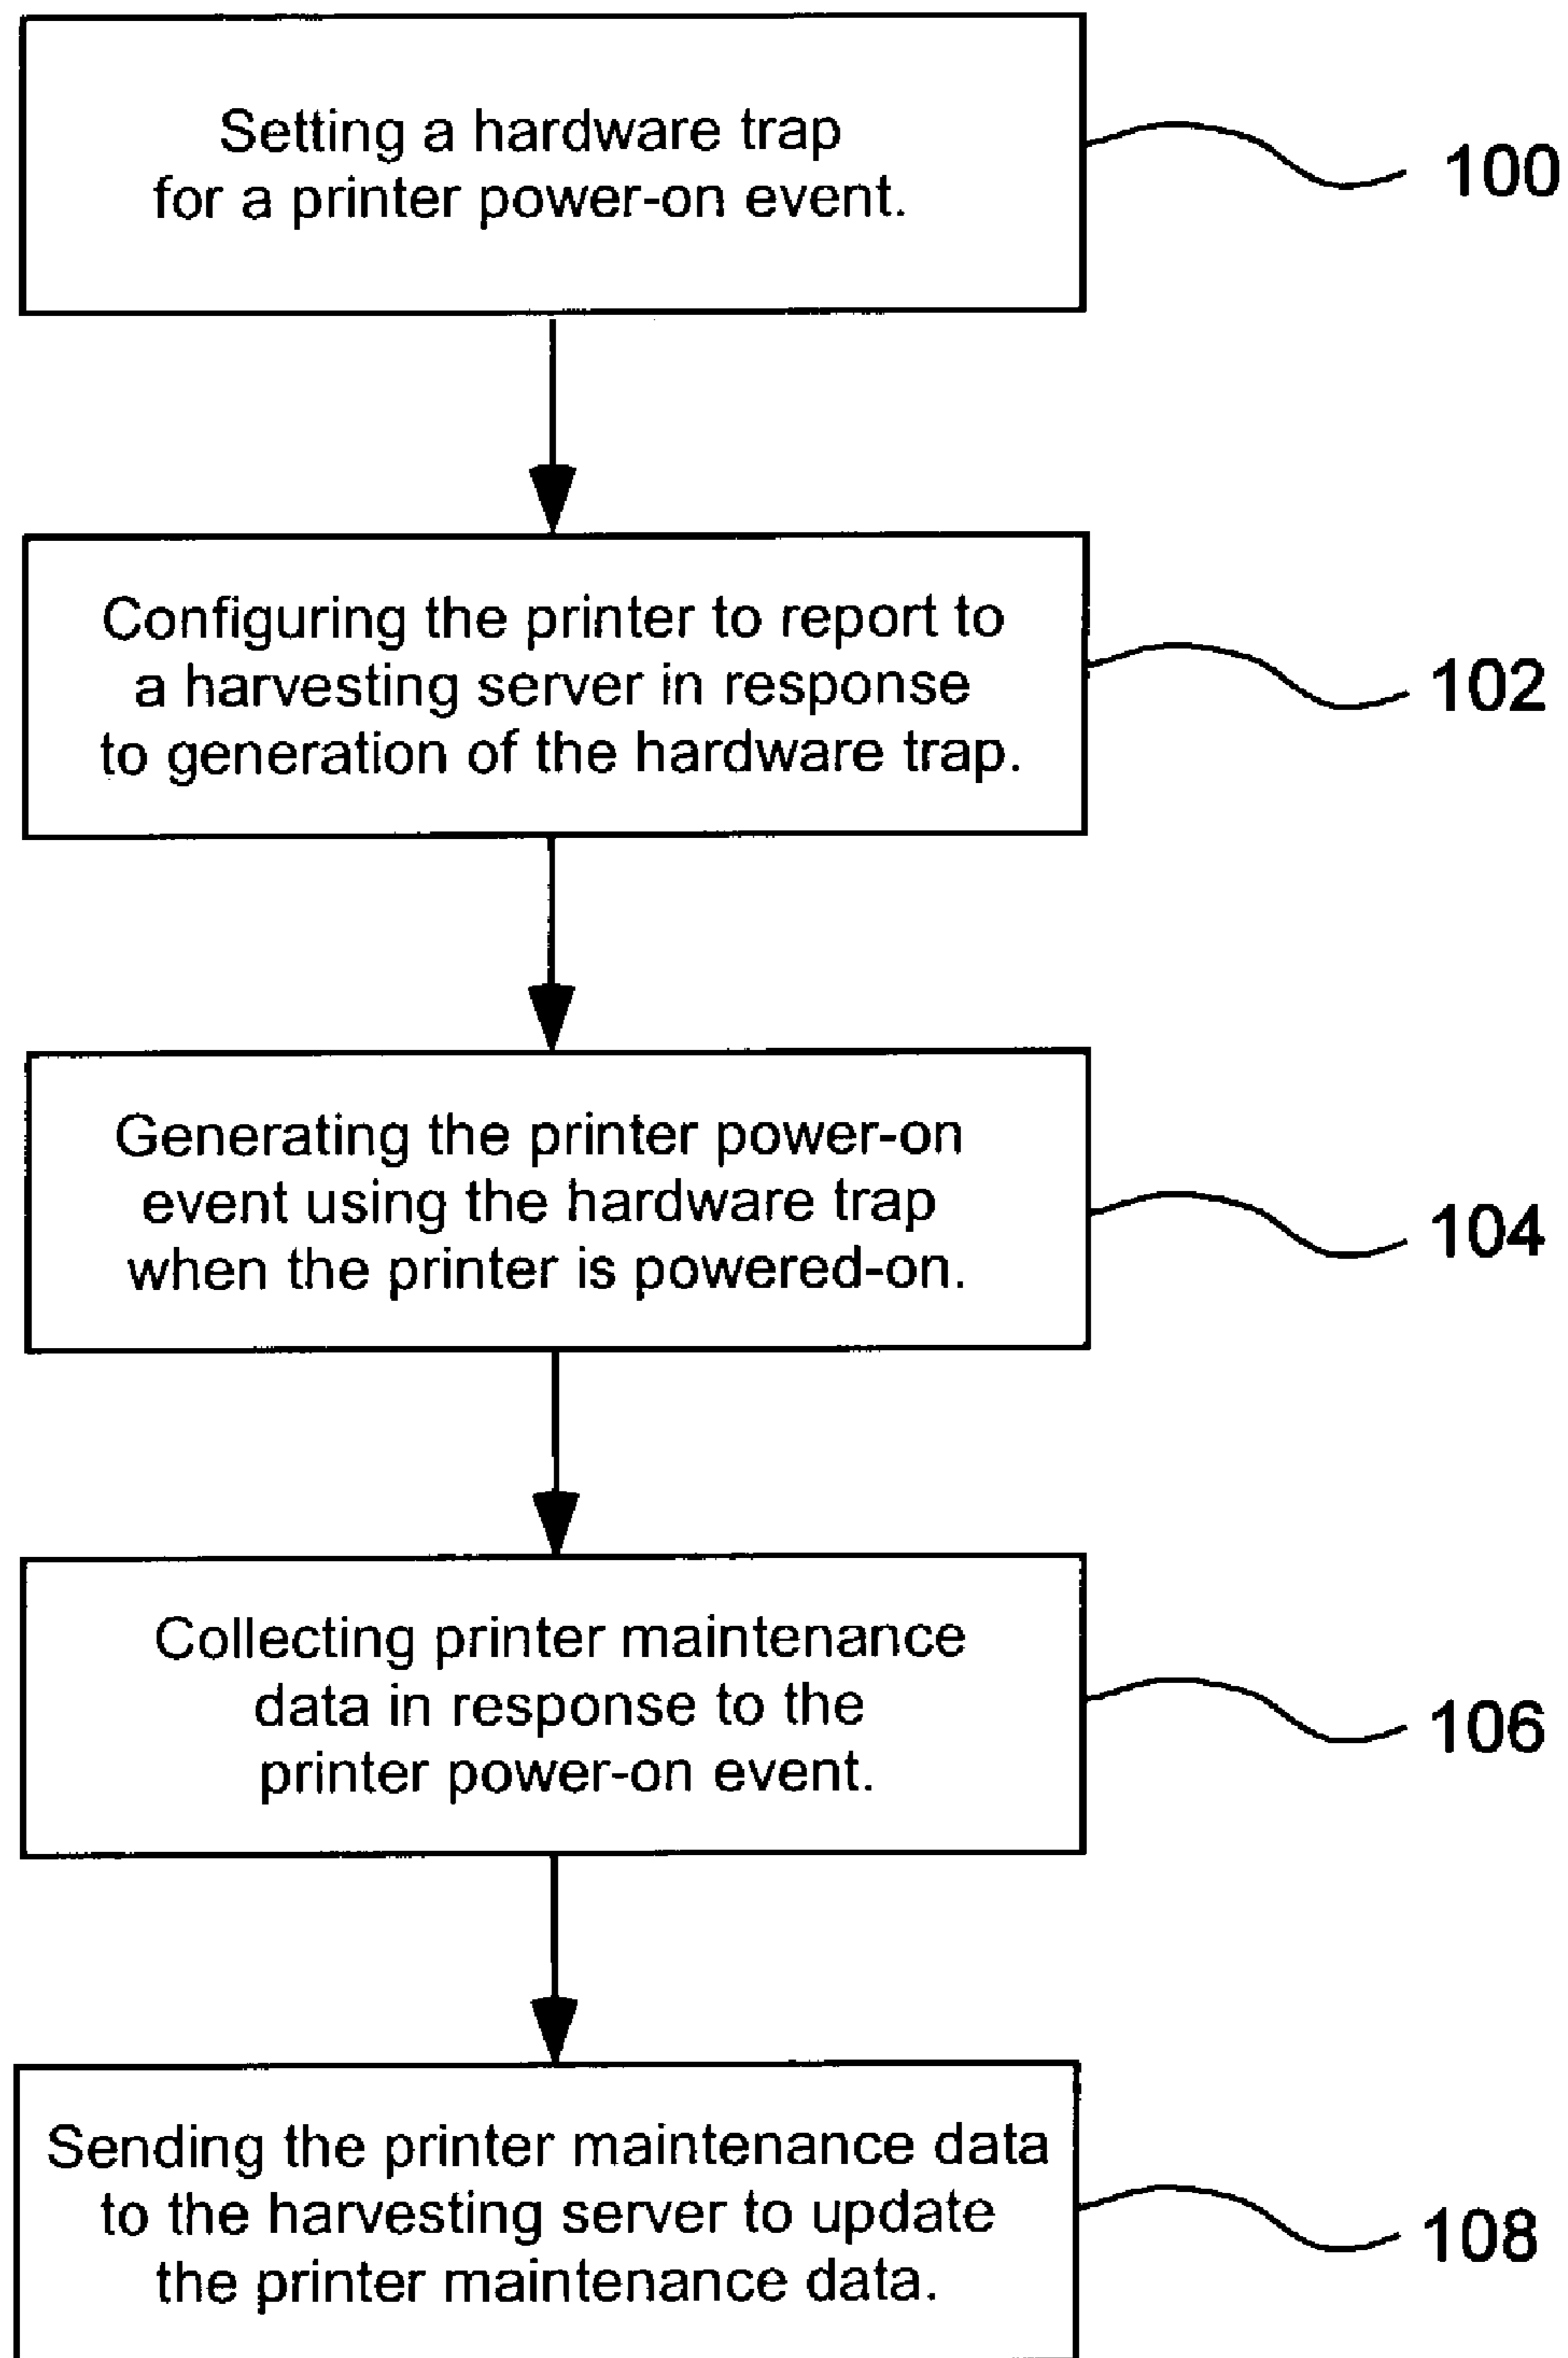 Setting a hardware trap
for a printer power-on event.
100
Configuring the printer to report to
a harvesting server in response
to generation of the hardware trap.
102
Generating the printer power-on
event using the hardware trap
when the printer is powered-on.
104
Collecting printer maintenance
data in response to the
printer power-on event.
106
Sending the printer maintenance data
to the harvesting server to update
the printer maintenance data.
108